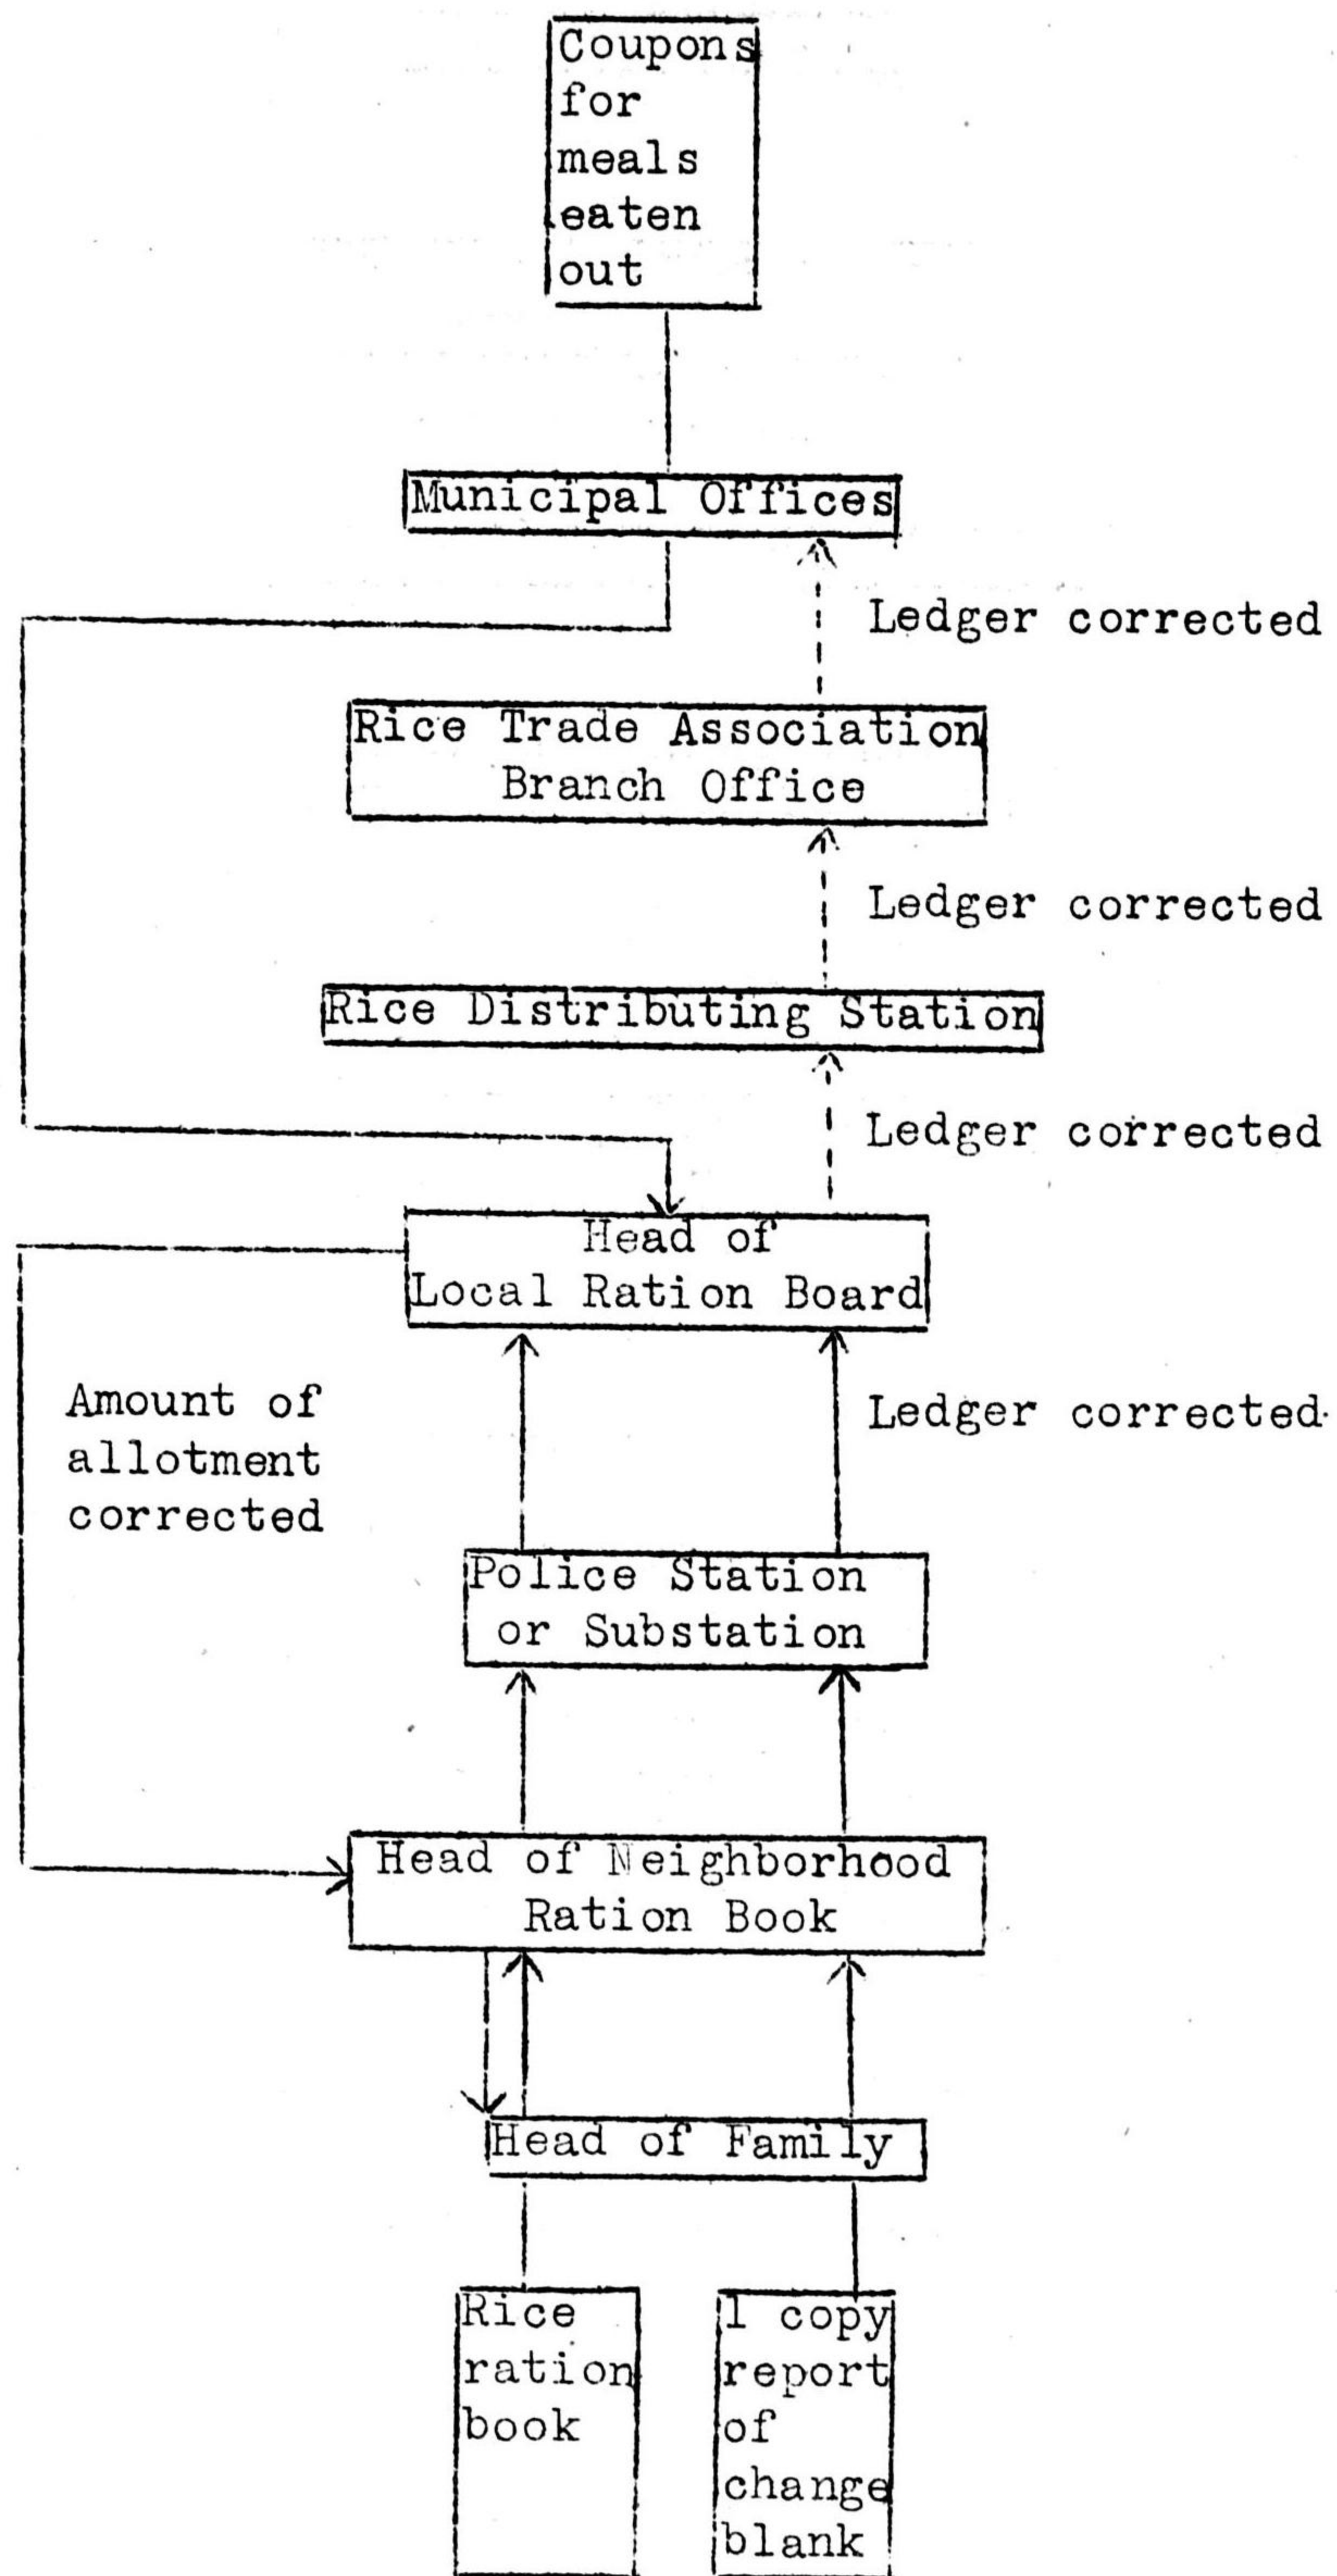 Coupons
for
meals
eaten
out
Municipal Offices
Ledger corrected
Rice Trade Association
Branch Office
Ledger corrected
Rice Distributing Station
Ledger corrected
Head of
Local Ration Board
Amount of
allotment
corrected
Ledger corrected
Police Station
or Substation
Head of Neighborhood
Ration Book
Head of Family
Rice
ration
book
1 copy
report
of
change
blank